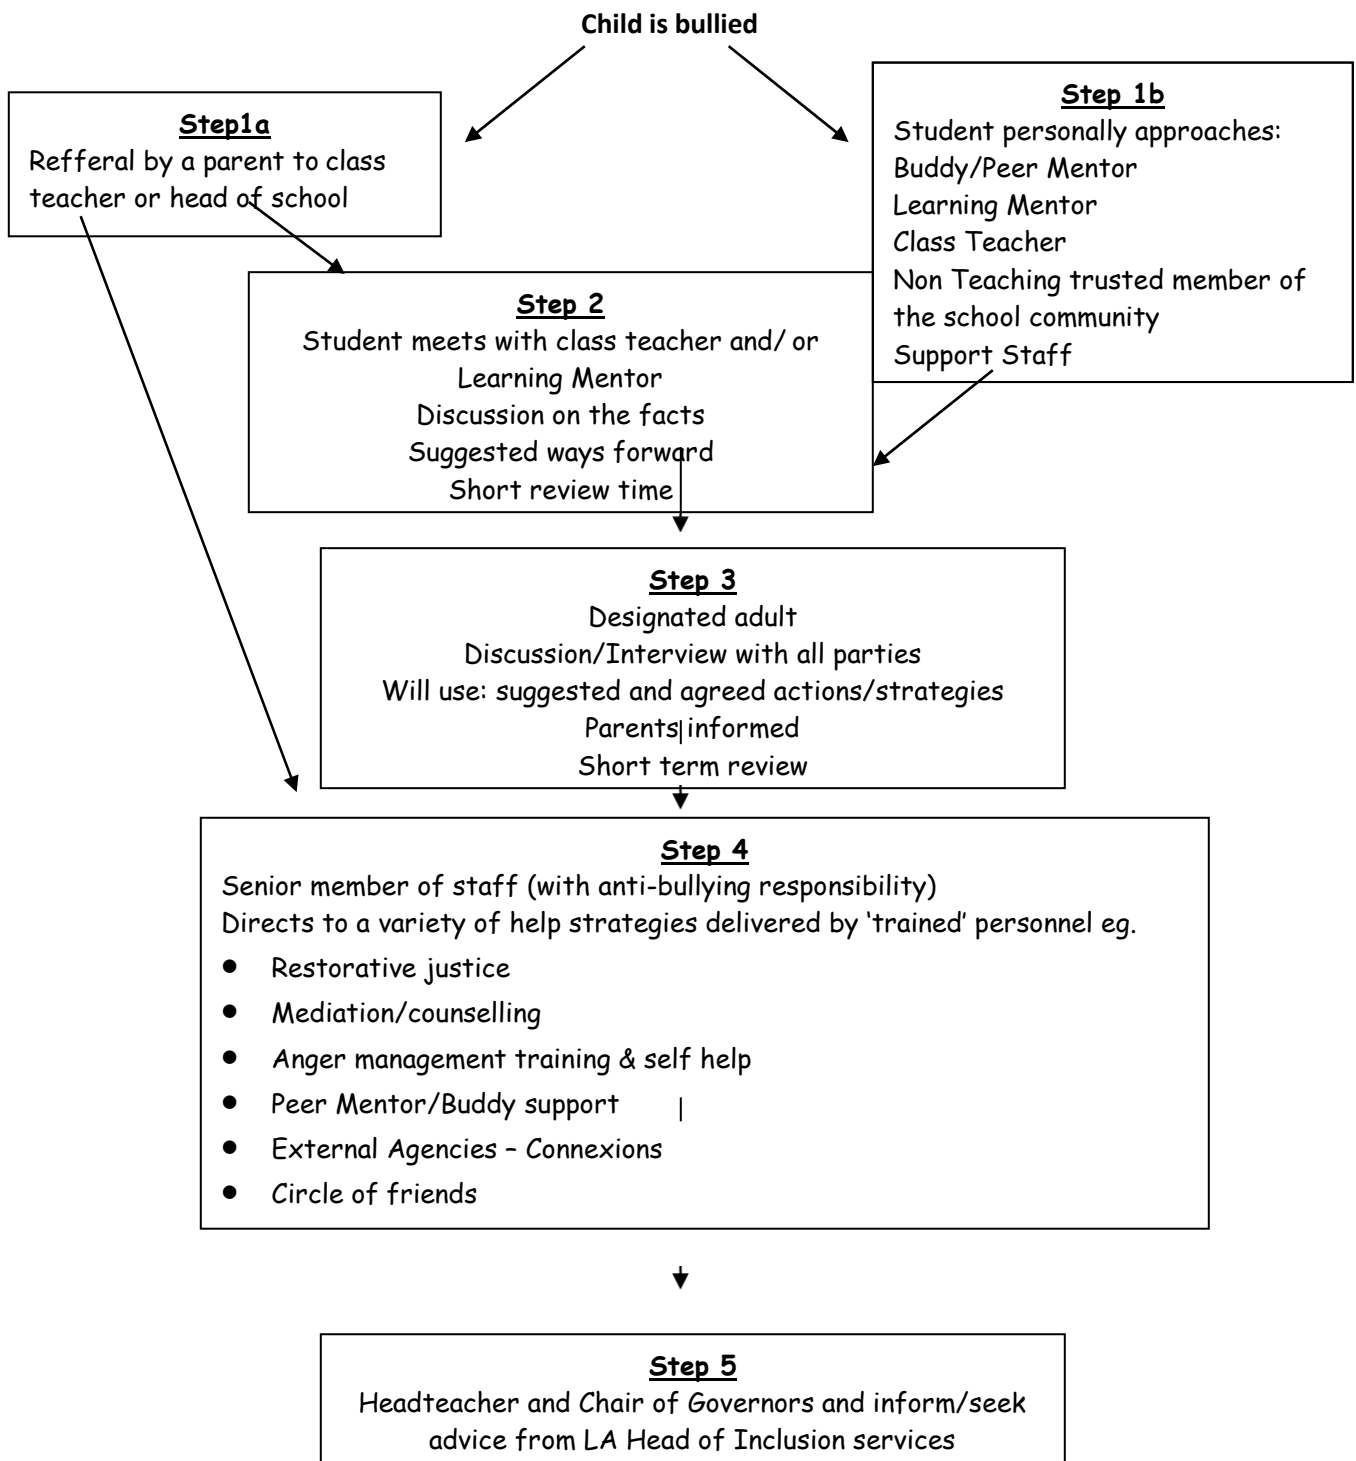 Child is bullied
Step1a
Refferal by a parent to class
teacher or head of school
Step 1b
Student personally approaches:
Buddy/Peer Mentor
Learning Mentor
Class Teacher
Non Teaching trusted member of
the school community
Support Staff
Step 2
Student meets with class teacher and/ or
Learning Mentor
Discussion on the facts
Suggested ways forward
Short review time
Step 3
Designated adult
Discussion/Interview with all parties
Will use: suggested and agreed actions/strategies
Parents informed
Short term review
Step 4
Senior member of staff (with anti-bullying responsibility)
Directs to a variety of help strategies delivered by ‘trained’ personnel eg.
● Restorative justice
● Mediation/counselling
● Anger management training & self help
● Peer Mentor/Buddy support
● External Agencies – Connexions
● Circle of friends
Step 5
Headteacher and Chair of Governors and inform/seek
advice from LA Head of Inclusion services